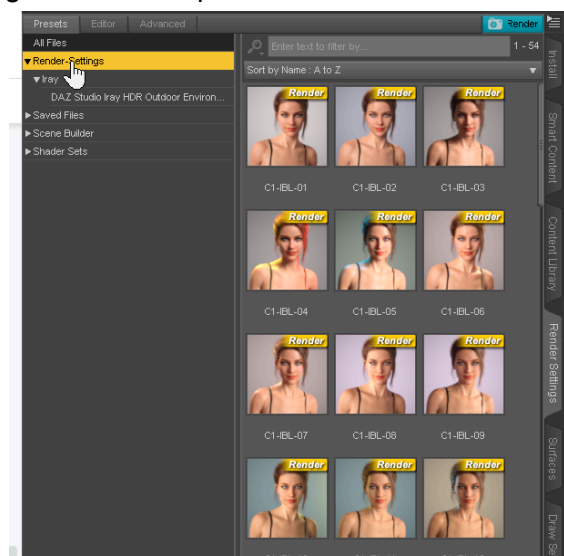 Presets Editor Advanced Render
All Files
Render-Settings
Iray
DAZ Studio Iray HDR Outdoor Environ...
Saved Files
Scene Builder
Shader Sets
Enter text to filter by... 1 - 54
Sort by Name : A to Z
Render Render Render
C1-IBL-01 C1-IBL-02 C1-IBL-03
Render Render Render
C1-IBL-04 C1-IBL-05 C1-IBL-06
Render Render Render
C1-IBL-07 C1-IBL-08 C1-IBL-09
Render Render Render
Install
Smart Content
Content Library
Render Settings
Surfaces
Draw Se